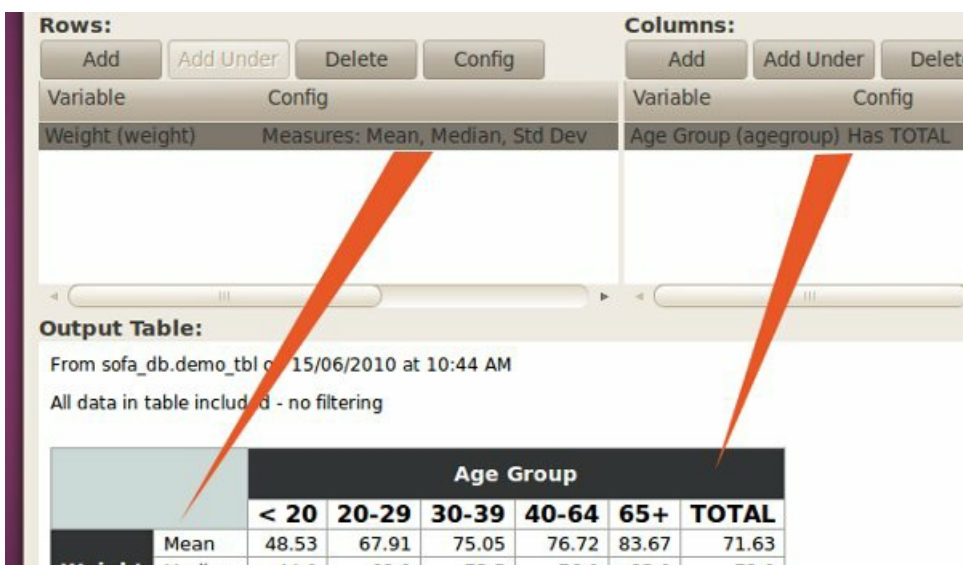 Rows:
Columns:
Add Add Under Delete Config
Add Add Under
Variable Config
Variable Config
Weight (weight) Measures: Mean, Median, Std Dev
Age Group (agegroup) Has TOTAL
Output Table:
From sofa_db.demo_tbl 15/06/2010 at 10:44 AM
All data in table included - no filtering
Age Group
< 20 20-29 30-39 40-64 65+ TOTAL
Mean 48.53 67.91 75.05 76.72 83.67 71.63